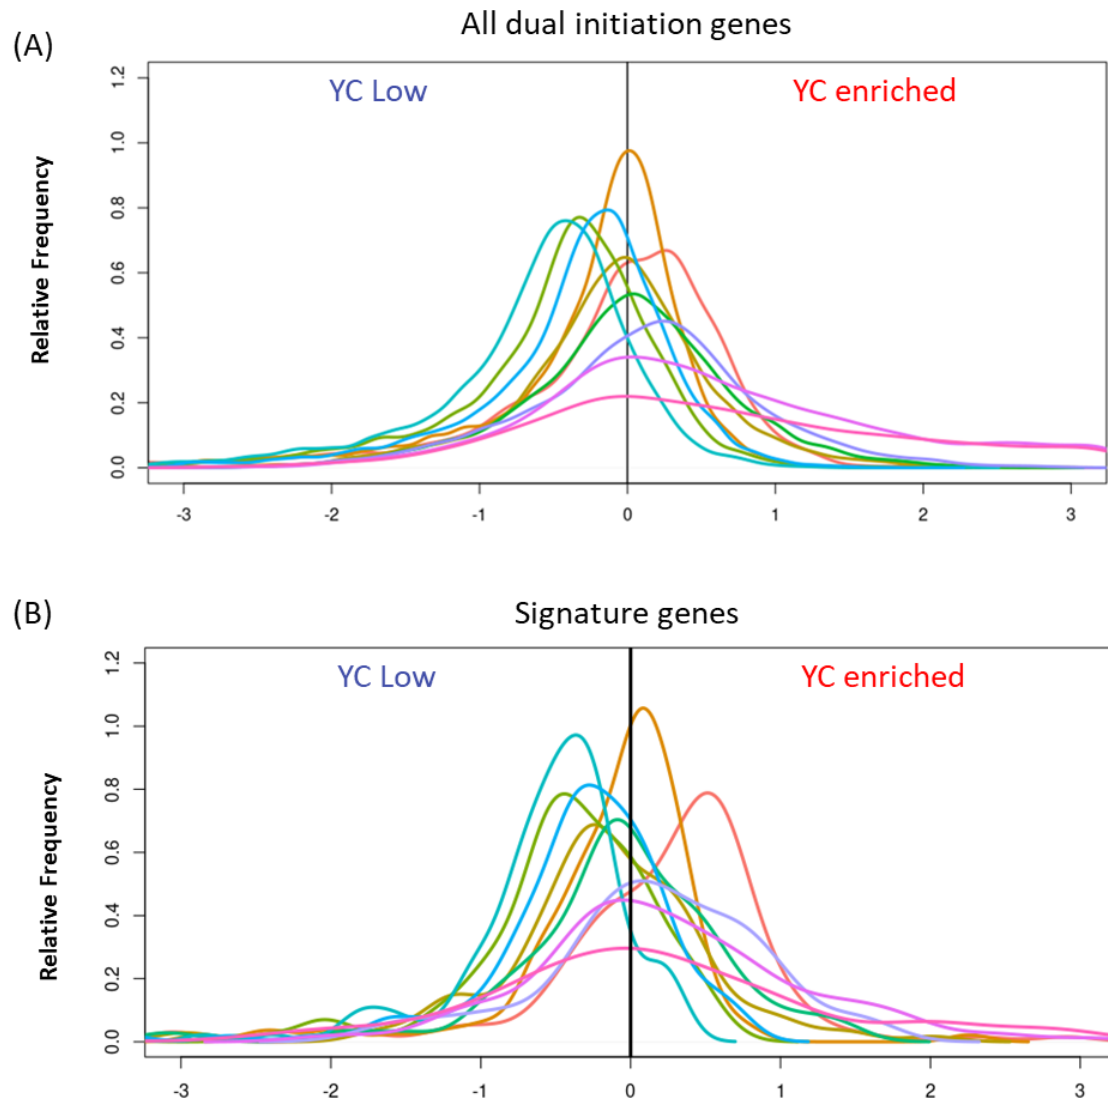 (A)
All dual initiation genes
YC Low
YC enriched
Relative Frequency
1.2
1.0
0.8
0.6
0.4
0.2
0.0
-3 -2 -1 0 1 2 3
(B)
Signature genes
YC Low
YC enriched
Relative Frequency
1.2
1.0
0.8
0.6
0.4
0.2
0.0
-3 -2 -1 0 1 2 3